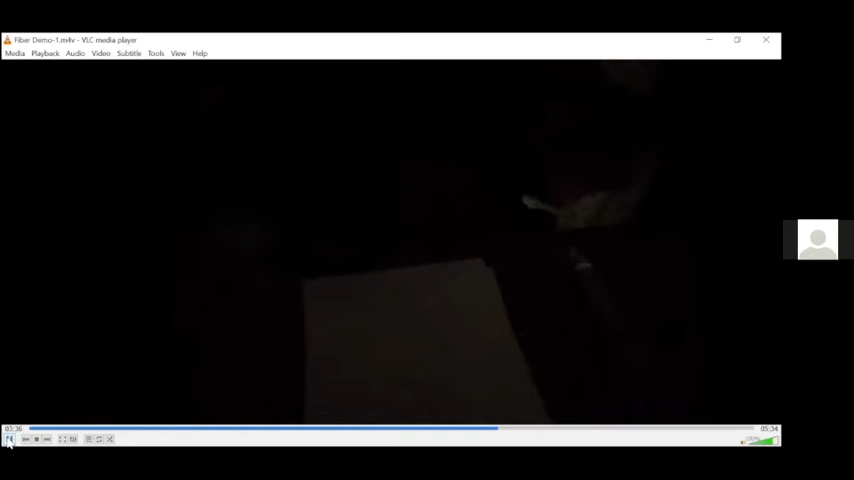 Fiber Demo-1.m4v - VLC media player
Media Playback Audio Video Subtitle Tools View Help
03:36 05:34
100%